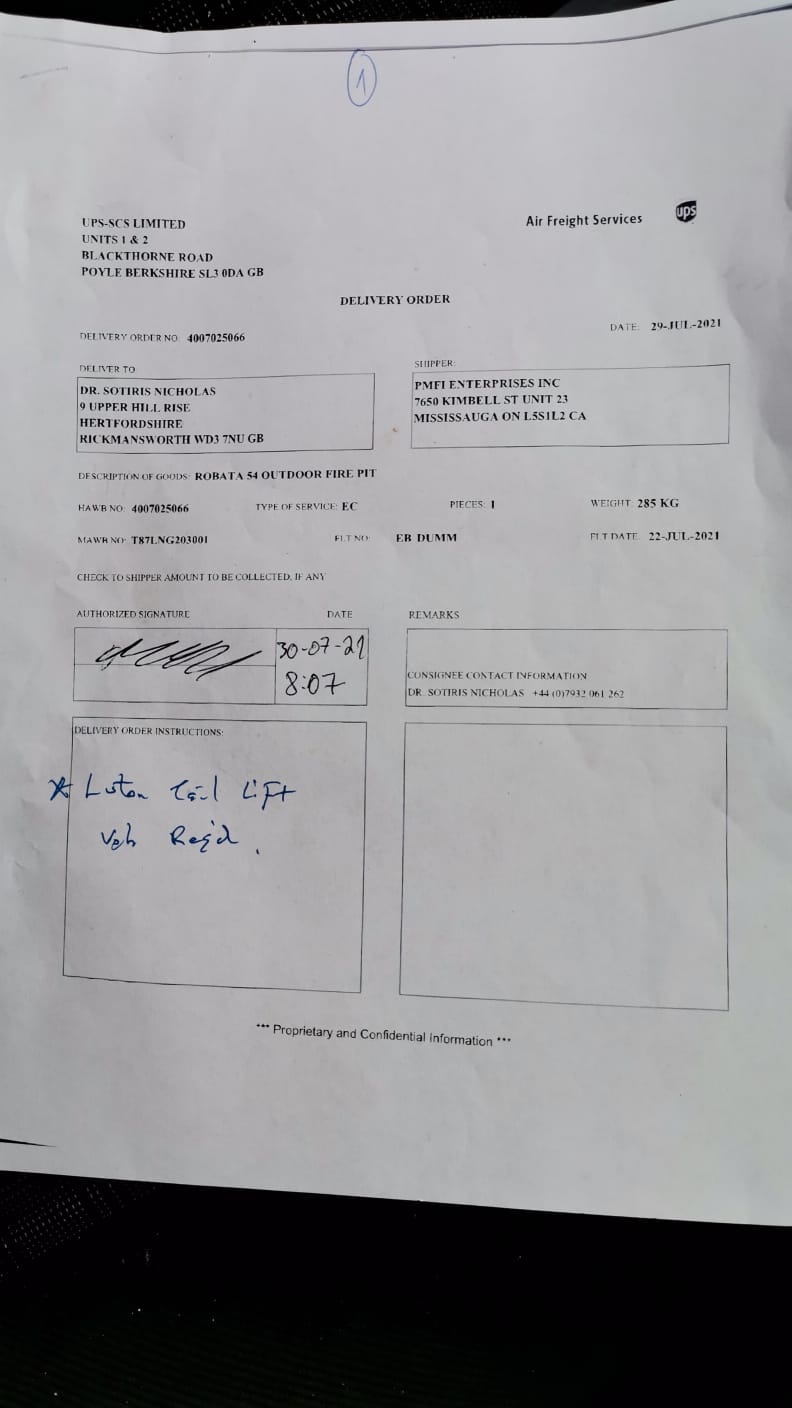 1
UPS-SCS LIMITED
UNITS 1 & 2
BLACKTHORNE ROAD
POYLE BERKSHIRE SL3 0DA GB
Air Freight Services
ups
DELIVERY ORDER
DATE: 29-JUL-2021
DELIVERY ORDER NO: 4007025066
DELIVER TO
DR. SOTIRIS NICHOLAS
9 UPPER HILL RISE
HERTFORDSHIRE
RICKMANSWORTH WD3 7NU GB
SHIPPER:
PMFI ENTERPRISES INC
7650 KIMBELL ST UNIT 23
MISSISSAUGA ON L5S1L2 CA
DESCRIPTION OF GOODS: ROBATA 54 OUTDOOR FIRE PIT
HAWB NO: 4007025066 TYPE OF SERVICE: EC PIECES: 1 WEIGHT: 285 KG
MAWB NO: T87LNG203001 FLT NO: EB DUMM FLT DATE: 22-JUL-2021
CHECK TO SHIPPER AMOUNT TO BE COLLECTED, IF ANY
AUTHORIZED SIGNATURE DATE
30-07-21
8:07
REMARKS
CONSIGNEE CONTACT INFORMATION
DR. SOTIRIS NICHOLAS +44 (0)7932 061 262
DELIVERY ORDER INSTRUCTIONS:
* Luton Tail Lift
Veh Req'd.
*** Proprietary and Confidential Information ***